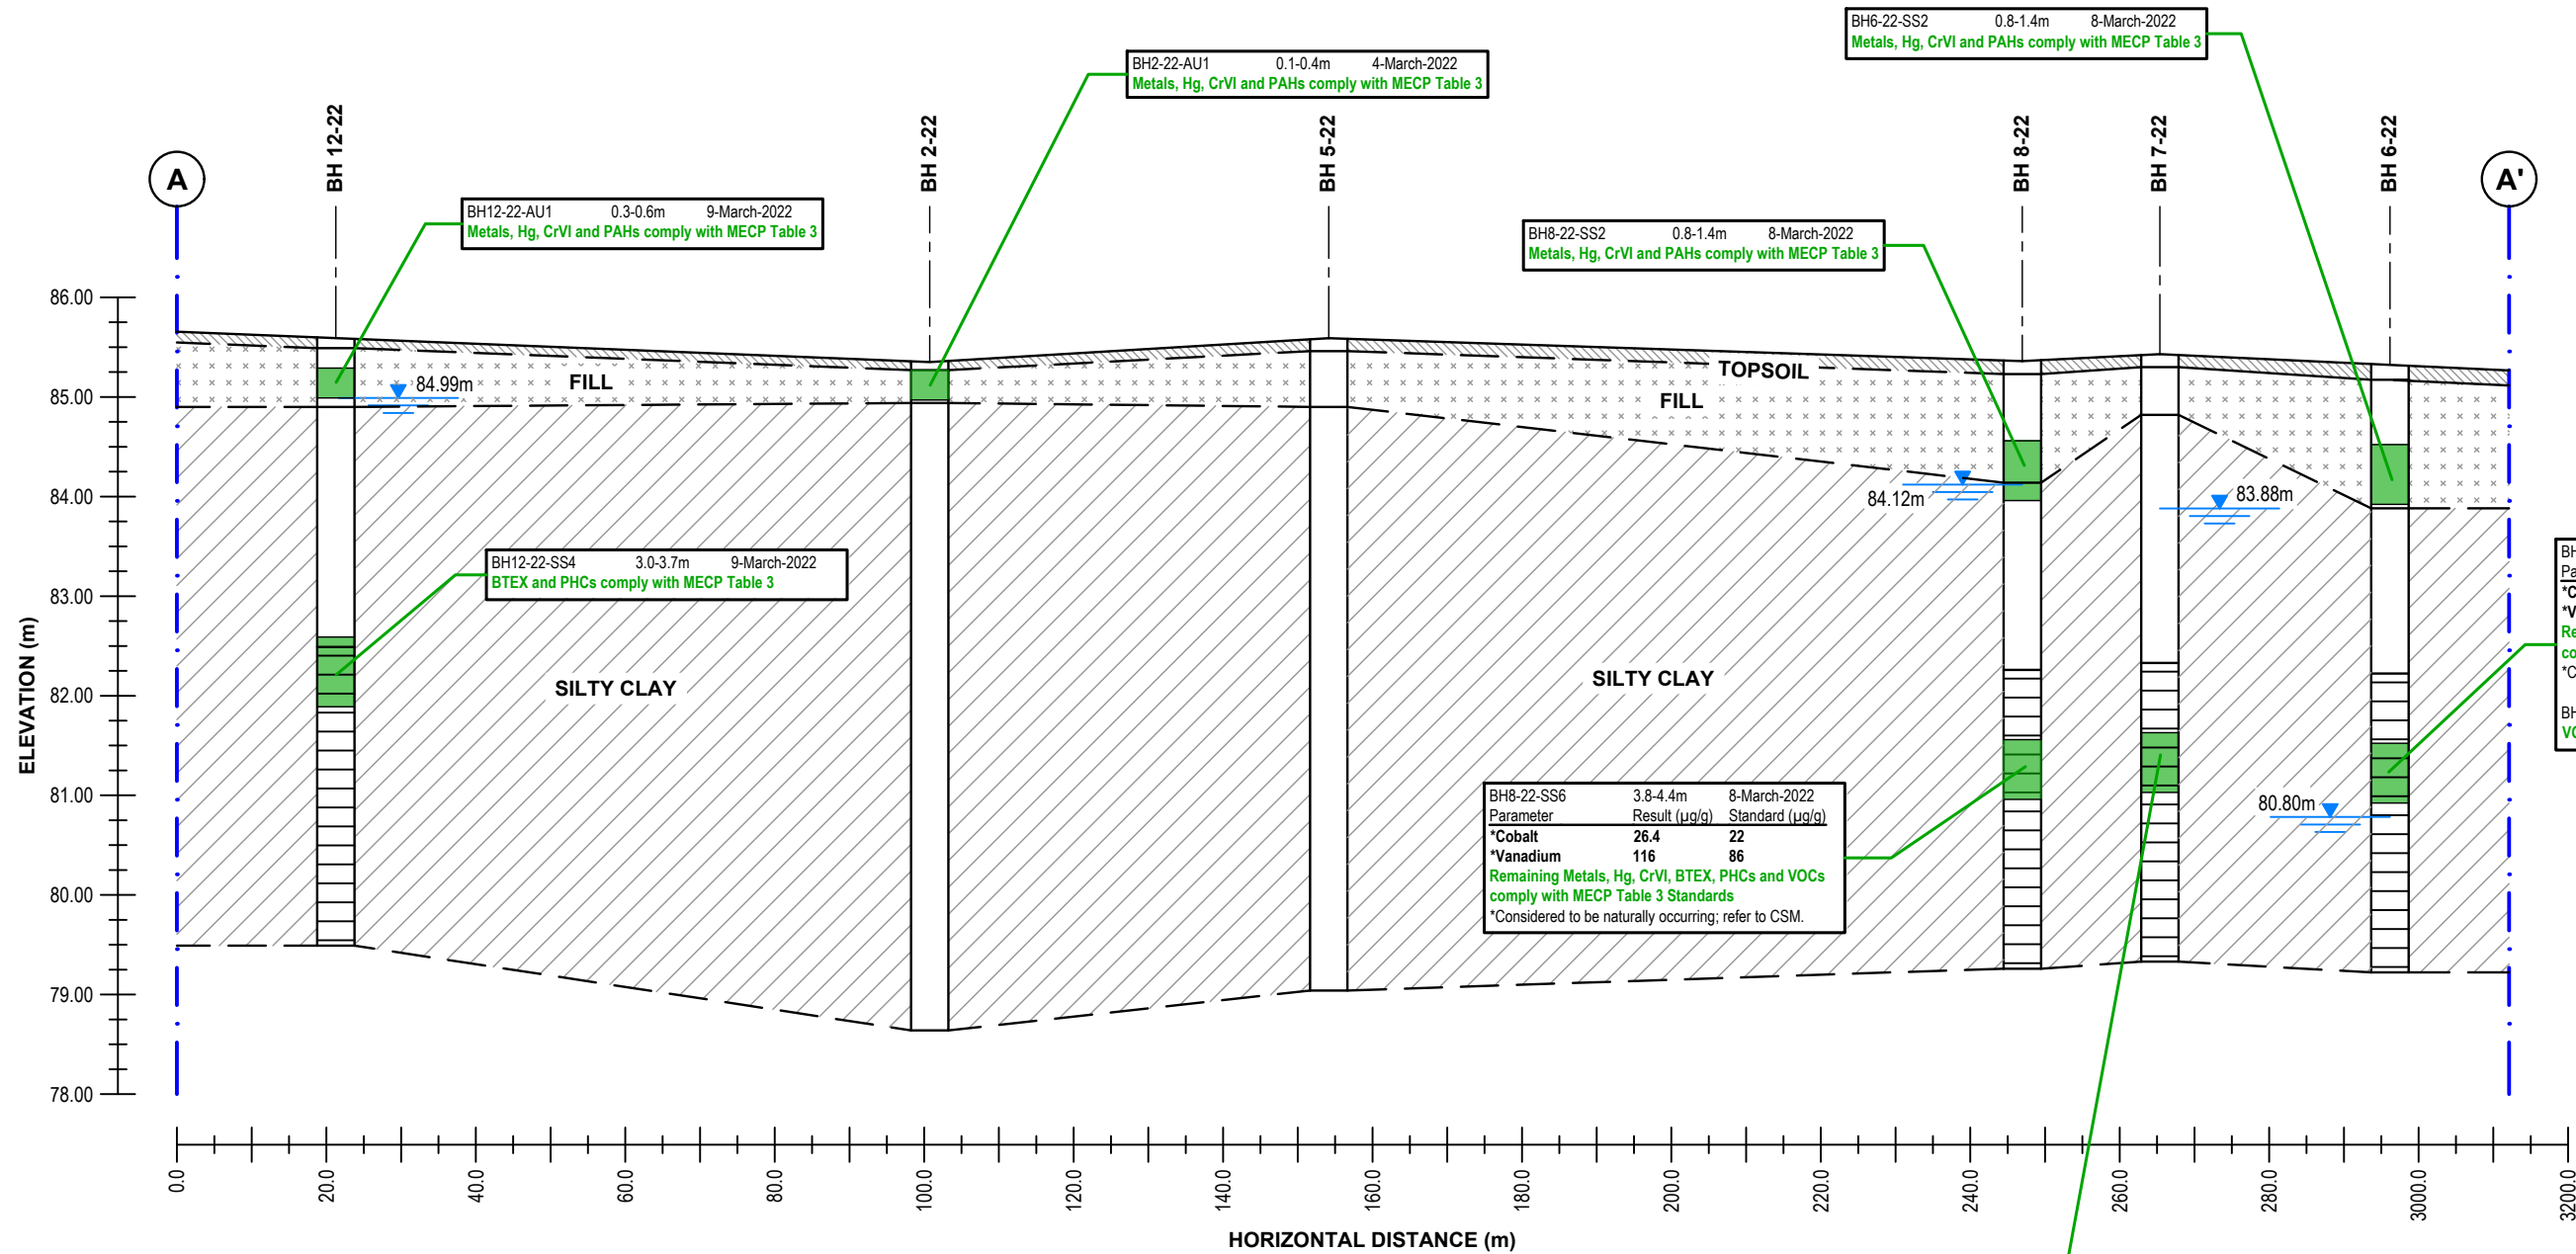 BH6-22-SS2 0.8-1.4m 8-March-2022
Metals, Hg, CrVI and PAHs comply with MECP Table 3
BH2-22-AU1 0.1-0.4m 4-March-2022
Metals, Hg, CrVI and PAHs comply with MECP Table 3
A
BH 12-22
BH 2-22
BH 5-22
BH 8-22
BH 7-22
BH 6-22
A'
BH12-22-AU1 0.3-0.6m 9-March-2022
Metals, Hg, CrVI and PAHs comply with MECP Table 3
BH8-22-SS2 0.8-1.4m 8-March-2022
Metals, Hg, CrVI and PAHs comply with MECP Table 3
86.00
85.00
84.00
83.00
82.00
81.00
80.00
79.00
78.00
ELEVATION (m)
84.99m
FILL
TOPSOIL
FILL
84.12m
83.88m
BH12-22-SS4 3.0-3.7m 9-March-2022
BTEX and PHCs comply with MECP Table 3
SILTY CLAY
SILTY CLAY
BH
Pa
*C
*V
Re
co
*C
BH
VO
80.80m
BH8-22-SS6 3.8-4.4m 8-March-2022
Parameter Result (µg/g) Standard (µg/g)
*Cobalt 26.4 22
*Vanadium 116 86
Remaining Metals, Hg, CrVI, BTEX, PHCs and VOCs
comply with MECP Table 3 Standards
*Considered to be naturally occurring; refer to CSM.
0.0 20.0 40.0 60.0 80.0 100.0 120.0 140.0 160.0 180.0 200.0 220.0 240.0 260.0 280.0 3000.0 3200.0
HORIZONTAL DISTANCE (m)